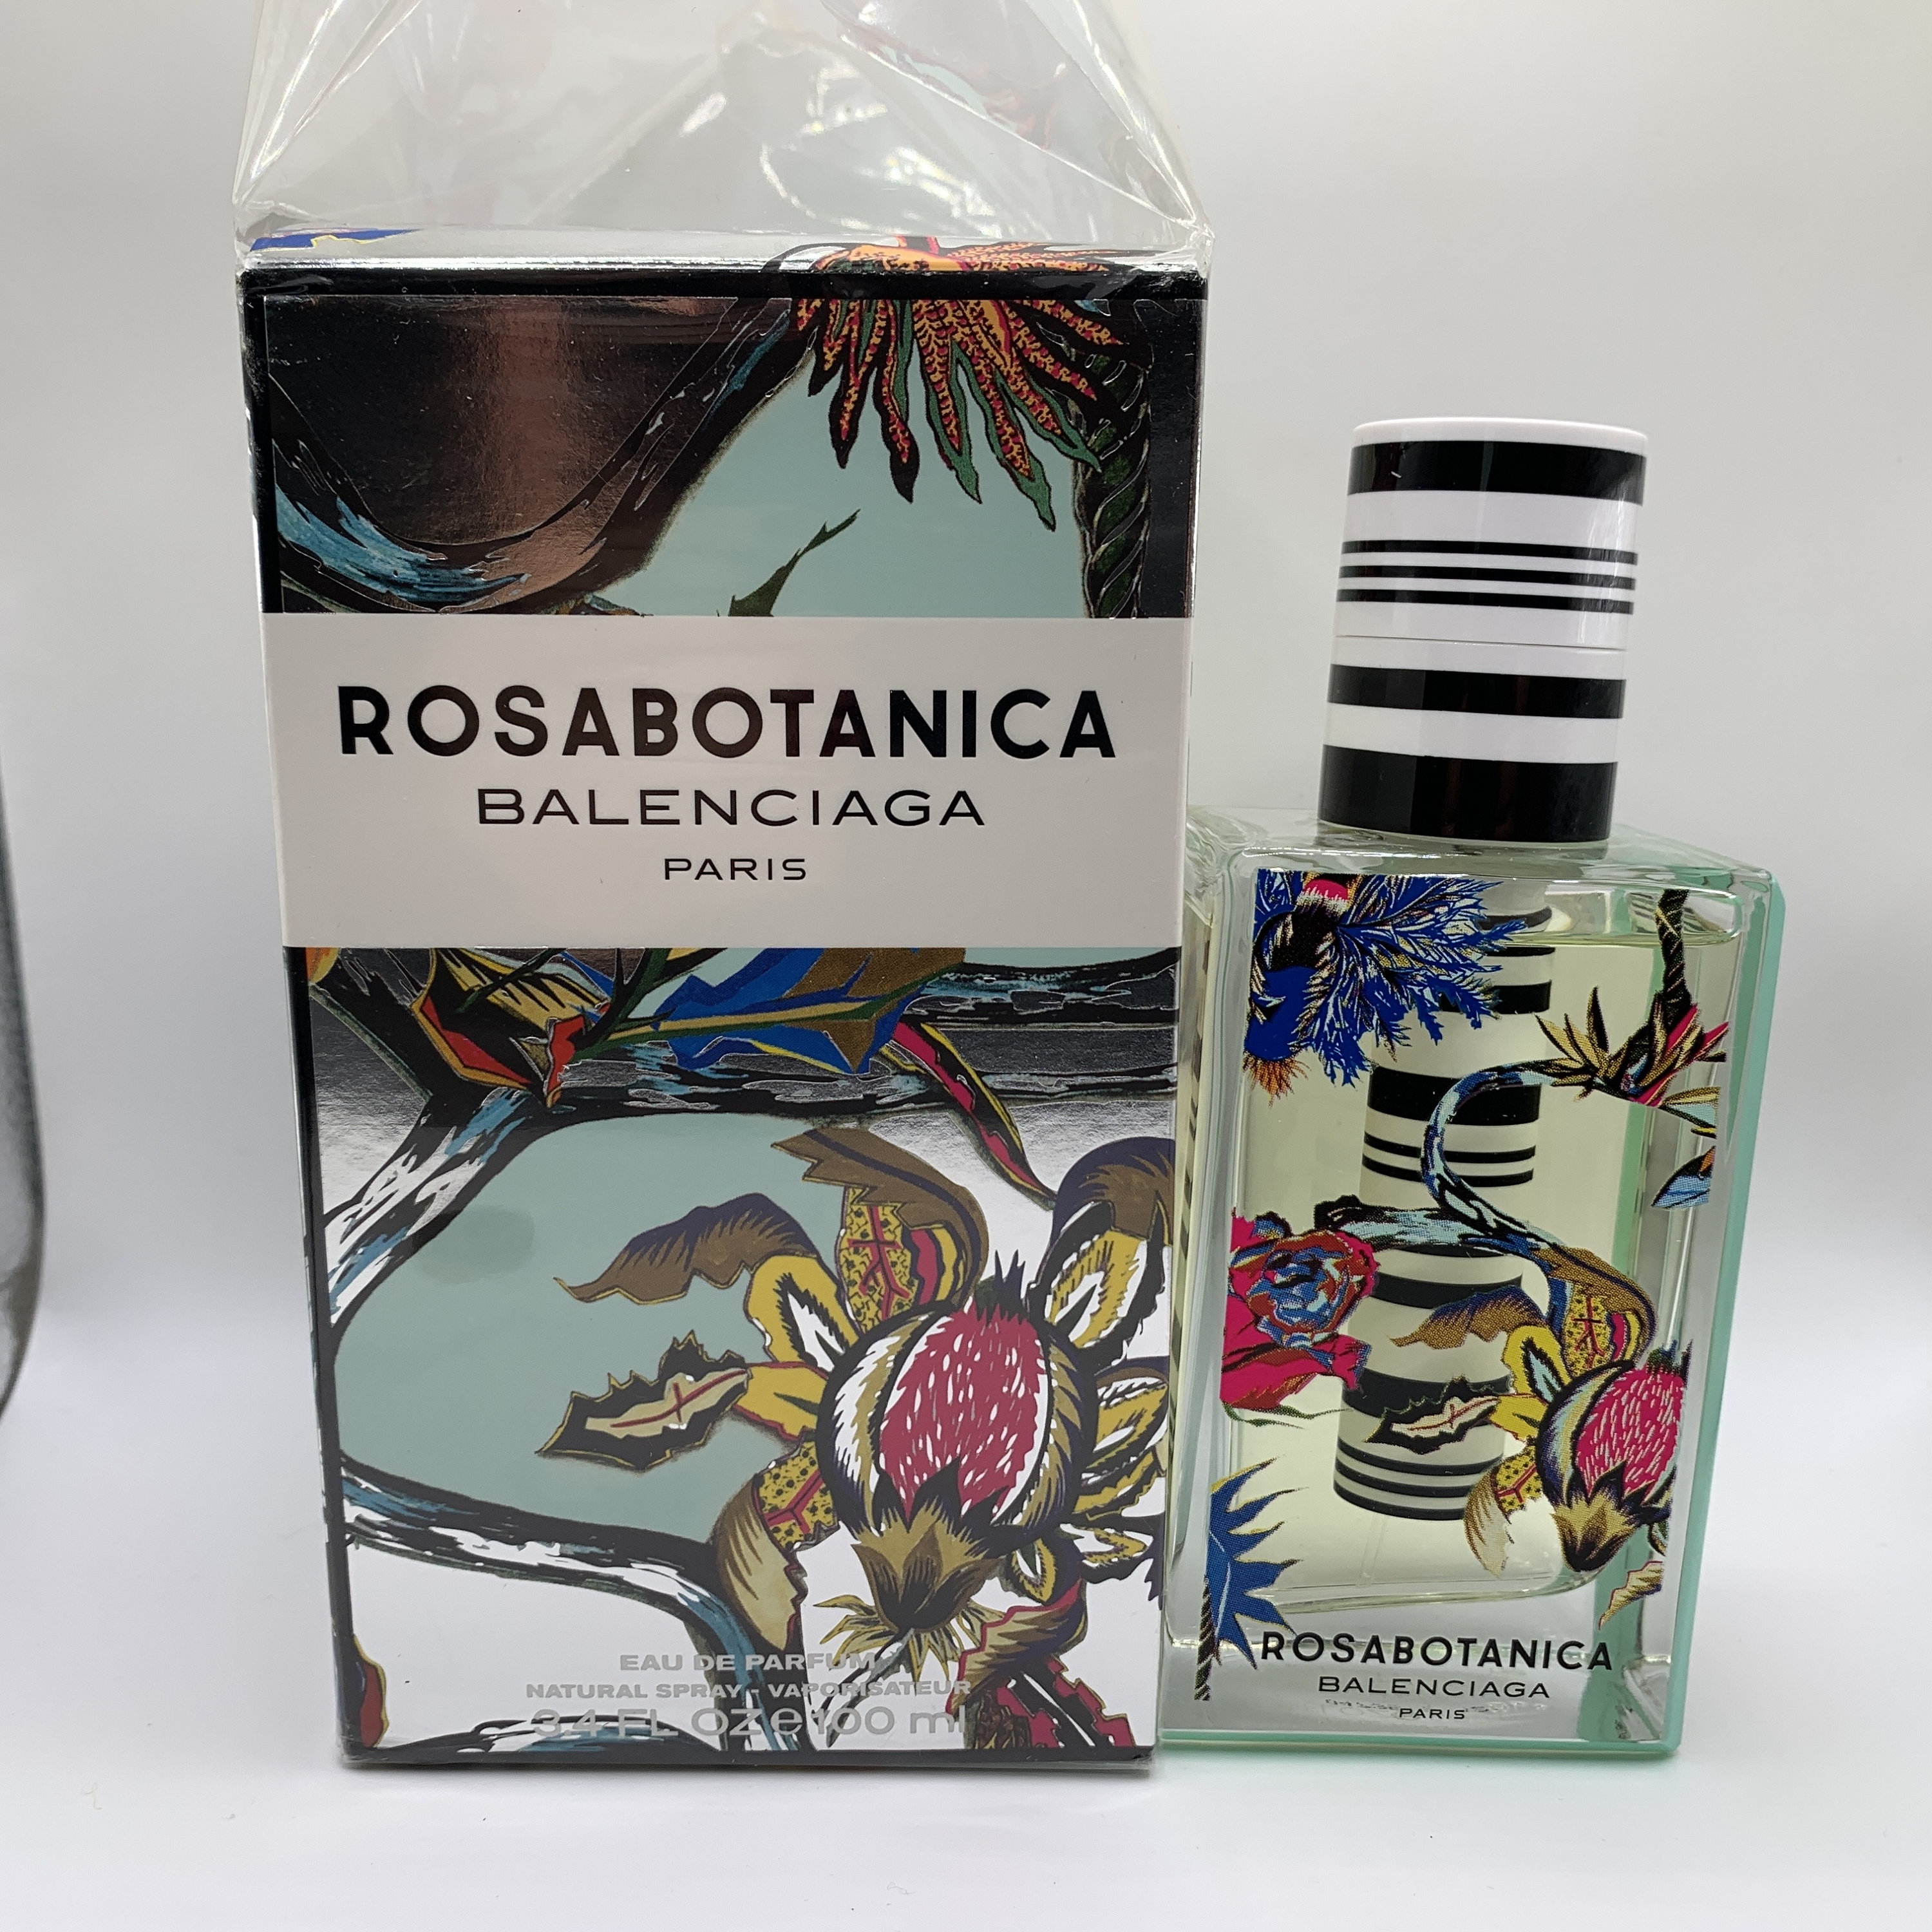 ROSABOTANICA
BALENCIAGA
PARIS
EAU DE PARFUM
NATURAL SPRAY - VAPORISATEUR
3.4 FL OZ e 100 ml
ROSABOTANICA
BALENCIAGA
PARIS